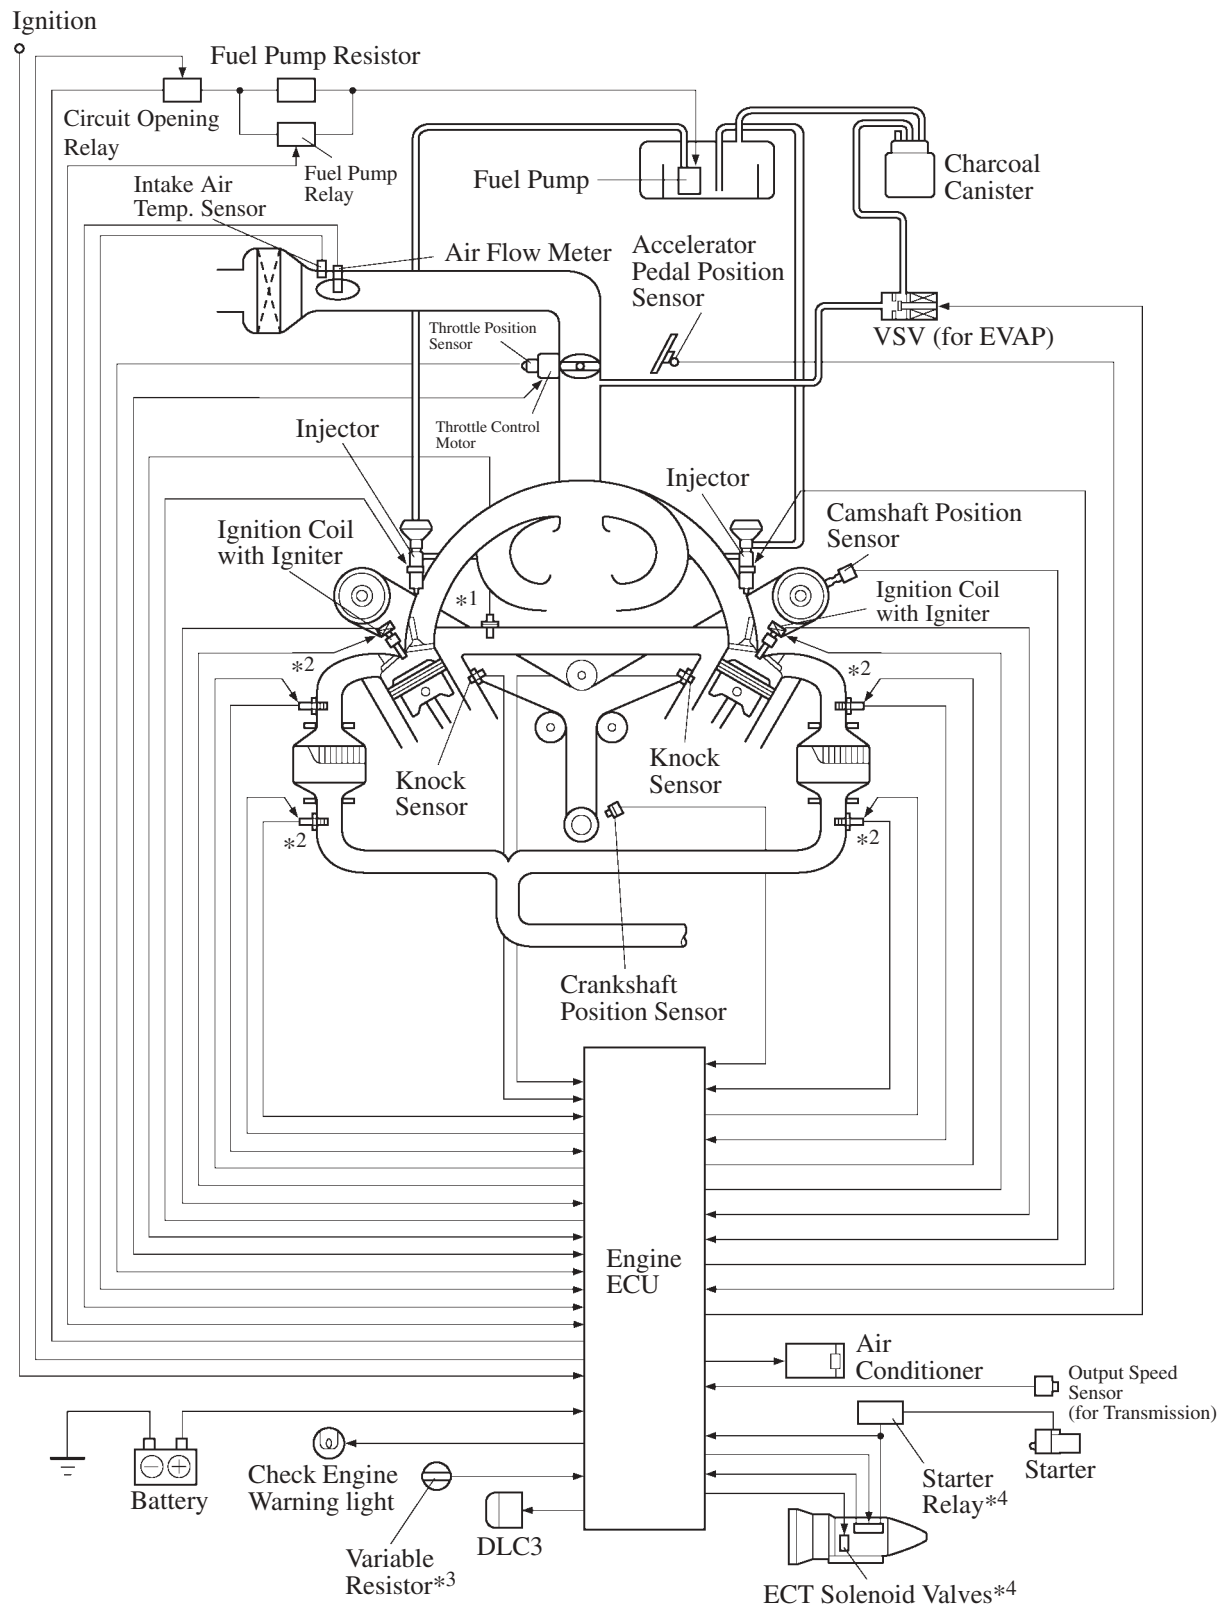 Ignition
Fuel Pump Resistor
Circuit Opening
Relay
Fuel Pump
Relay
Intake Air
Temp. Sensor
Air Flow Meter
Fuel Pump
Charcoal
Canister
Accelerator
Pedal Position
Sensor
VSV (for EVAP)
Throttle Position
Sensor
Throttle Control
Motor
Injector
Injector
Ignition Coil
with Igniter
Camshaft Position
Sensor
Ignition Coil
with Igniter
*1
*2
*2
Knock
Sensor
Knock
Sensor
*2
*2
Crankshaft
Position Sensor
Engine
ECU
Air
Conditioner
Output Speed
Sensor
(for Transmission)
Battery
Check Engine
Warning light
Variable
Resistor*3
DLC3
Starter
Relay*4
Starter
ECT Solenoid Valves*4